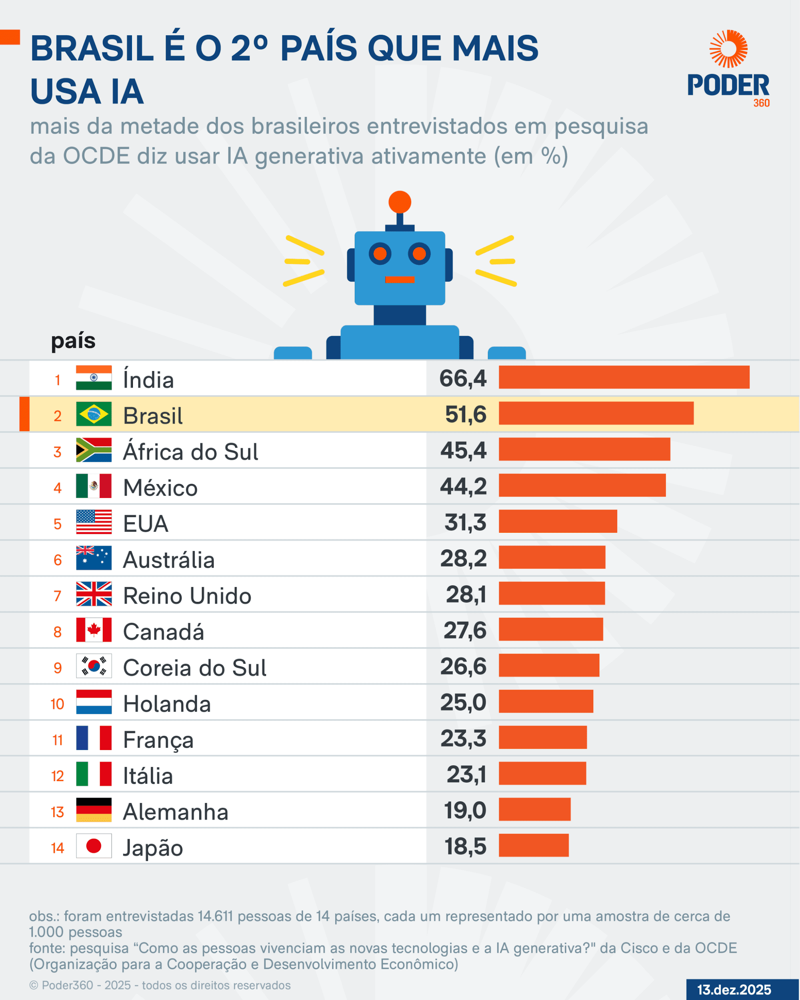 BRASIL É O 2º PAÍS QUE MAIS
USA IA
PODER
360
mais da metade dos brasileiros entrevistados em pesquisa
da OCDE diz usar IA generativa ativamente (em %)
país
1 Índia 66,4
2 Brasil 51,6
3 África do Sul 45,4
4 México 44,2
5 EUA 31,3
6 Austrália 28,2
7 Reino Unido 28,1
8 Canadá 27,6
9 Coreia do Sul 26,6
10 Holanda 25,0
11 França 23,3
12 Itália 23,1
13 Alemanha 19,0
14 Japão 18,5
obs.: foram entrevistadas 14.611 pessoas de 14 países, cada um representado por uma amostra de cerca de
1.000 pessoas
fonte: pesquisa “Como as pessoas vivenciam as novas tecnologias e a IA generativa?" da Cisco e da OCDE
(Organização para a Cooperação e Desenvolvimento Econômico)
© Poder360 - 2025 - todos os direitos reservados
13.dez.2025